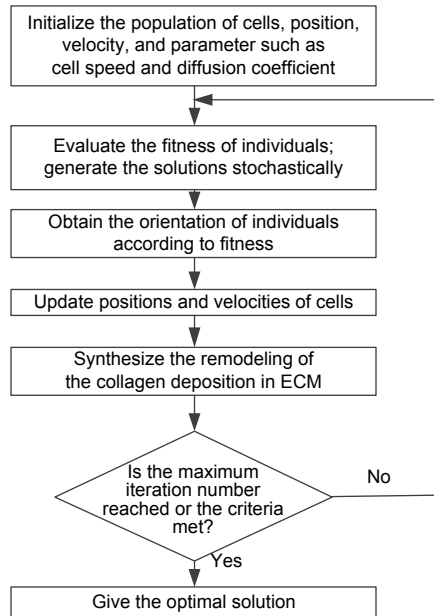 Initialize the population of cells, position,
velocity, and parameter such as
cell speed and diffusion coefficient
Evaluate the fitness of individuals;
generate the solutions stochastically
Obtain the orientation of individuals
according to fitness
Update positions and velocities of cells
Synthesize the remodeling of
the collagen deposition in ECM
Is the maximum
iteration number
reached or the criteria
met?
No
Yes
Give the optimal solution